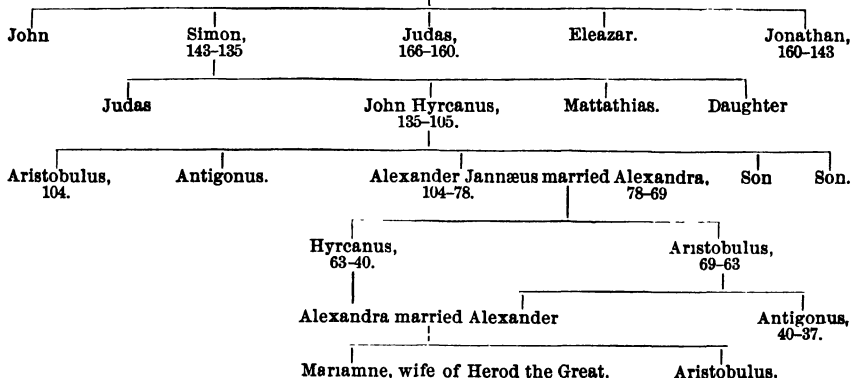 John Simon, Judas, Eleazar. Jonathan,
143–135 166–160. 160–143
Judas John Hyrcanus, Mattathias. Daughter
135–105.
Aristobulus, Antigonus. Alexander Jannæus married Alexandra, Son Son.
104. 104–78. 78–69
Hyrcanus, Aristobulus,
63–40. 69–63
Alexandra married Alexander Antigonus,
40–37.
Mariamne, wife of Herod the Great. Aristobulus.